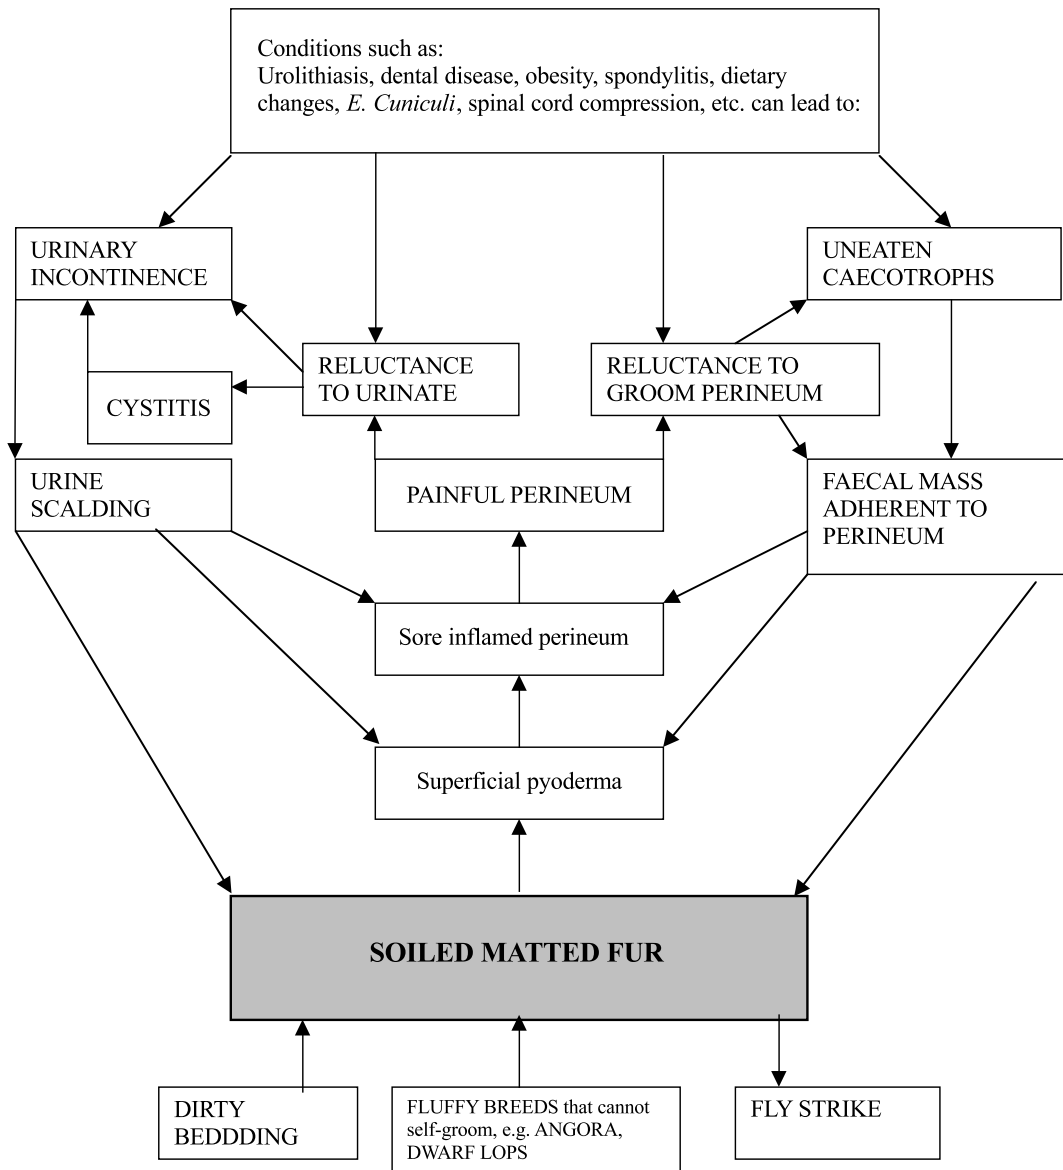 Conditions such as:
Urolithiasis, dental disease, obesity, spondylitis, dietary
changes, E. Cuniculi, spinal cord compression, etc. can lead to:
URINARY
INCONTINENCE
UNEATEN
CAECOTROPHS
RELUCTANCE
TO URINATE
RELUCTANCE TO
GROOM PERINEUM
CYSTITIS
URINE
SCALDING
PAINFUL PERINEUM
FAECAL MASS
ADHERENT TO
PERINEUM
Sore inflamed perineum
Superficial pyoderma
SOILED MATTED FUR
DIRTY
BEDDDING
FLUFFY BREEDS that cannot
self-groom, e.g. ANGORA,
DWARF LOPS
FLY STRIKE